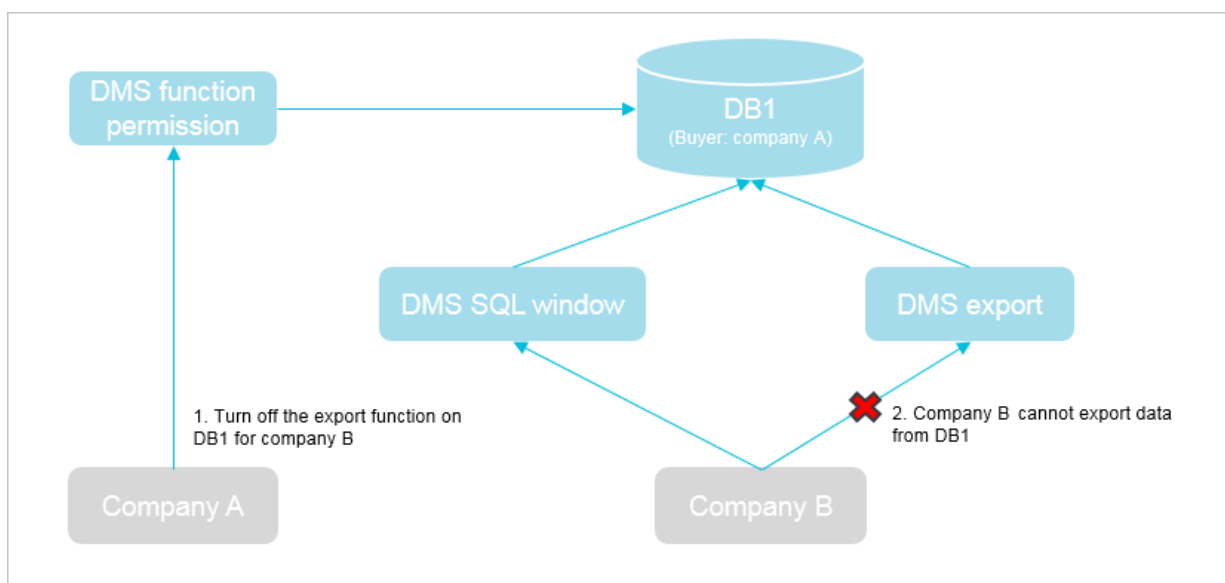 DMS function
permission
DB1
(Buyer: company A)
DMS SQL window
DMS export
1. Turn off the export function on
DB1 for company B
2. Company B cannot export data
from DB1
Company A
Company B